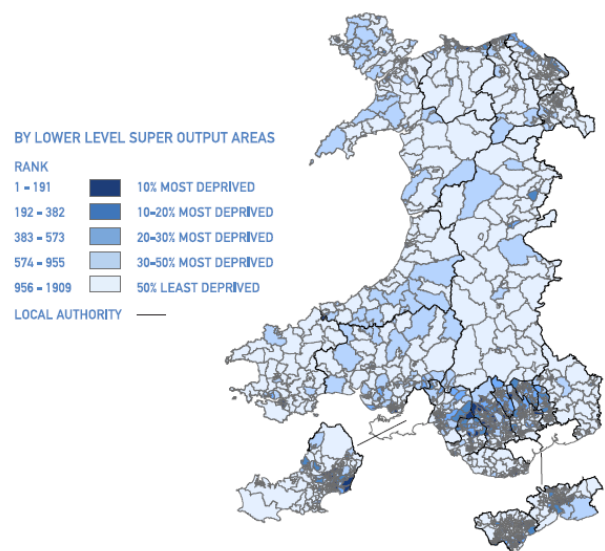 BY LOWER LEVEL SUPER OUTPUT AREAS
RANK
1 = 191 10% MOST DEPRIVED
192 = 382 10=20% MOST DEPRIVED
383 = 573 20=30% MOST DEPRIVED
574 = 955 30=50% MOST DEPRIVED
956 = 1909 50% LEAST DEPRIVED
LOCAL AUTHORITY